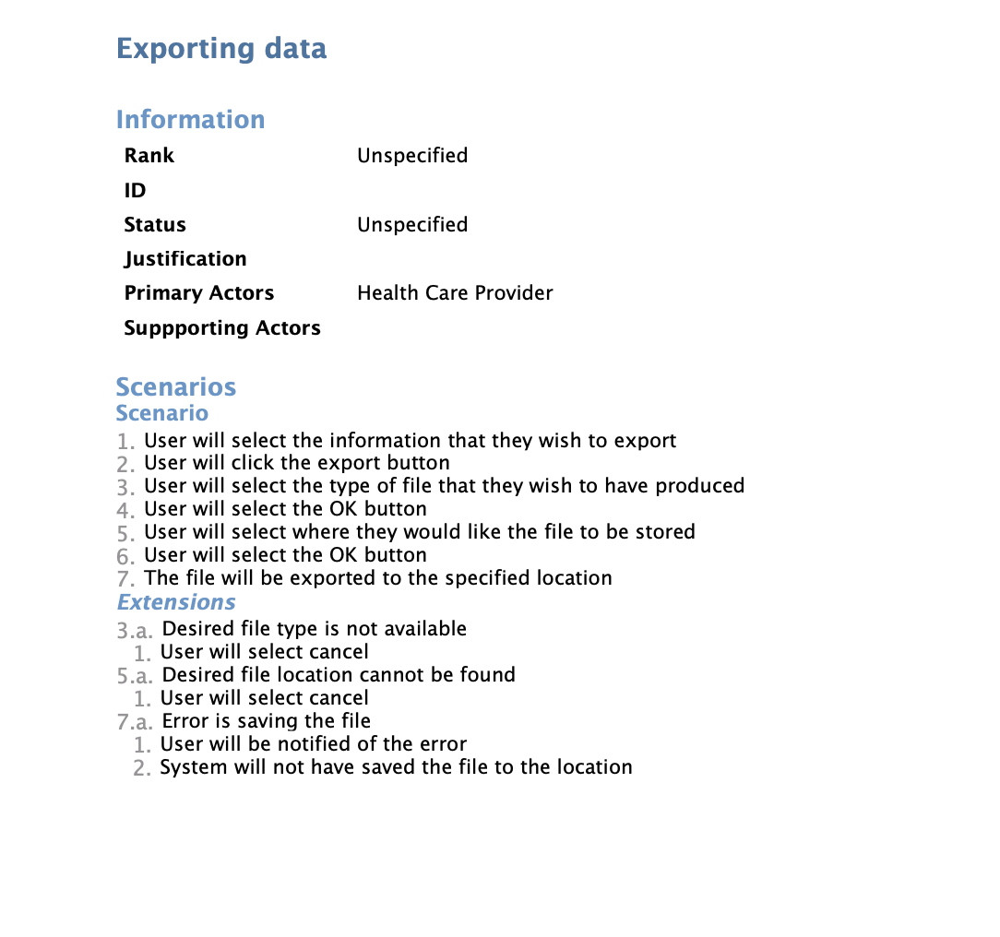 Exporting data
Information
Rank Unspecified
ID
Status Unspecified
Justification
Primary Actors Health Care Provider
Suppporting Actors
Scenarios
Scenario
1. User will select the information that they wish to export
2. User will click the export button
3. User will select the type of file that they wish to have produced
4. User will select the OK button
5. User will select where they would like the file to be stored
6. User will select the OK button
7. The file will be exported to the specified location
Extensions
3.a. Desired file type is not available
1. User will select cancel
5.a. Desired file location cannot be found
1. User will select cancel
7.a. Error is saving the file
1. User will be notified of the error
2. System will not have saved the file to the location